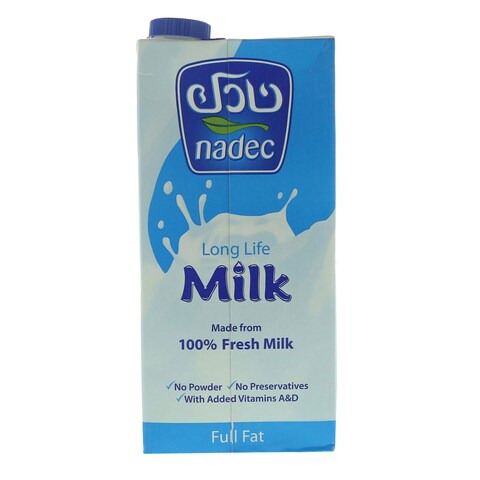 نادك
nadec
Long Life
Milk
Made from
100% Fresh Milk
✓No Powder ✓No Preservatives
✓With Added Vitamins A&D
Full Fat